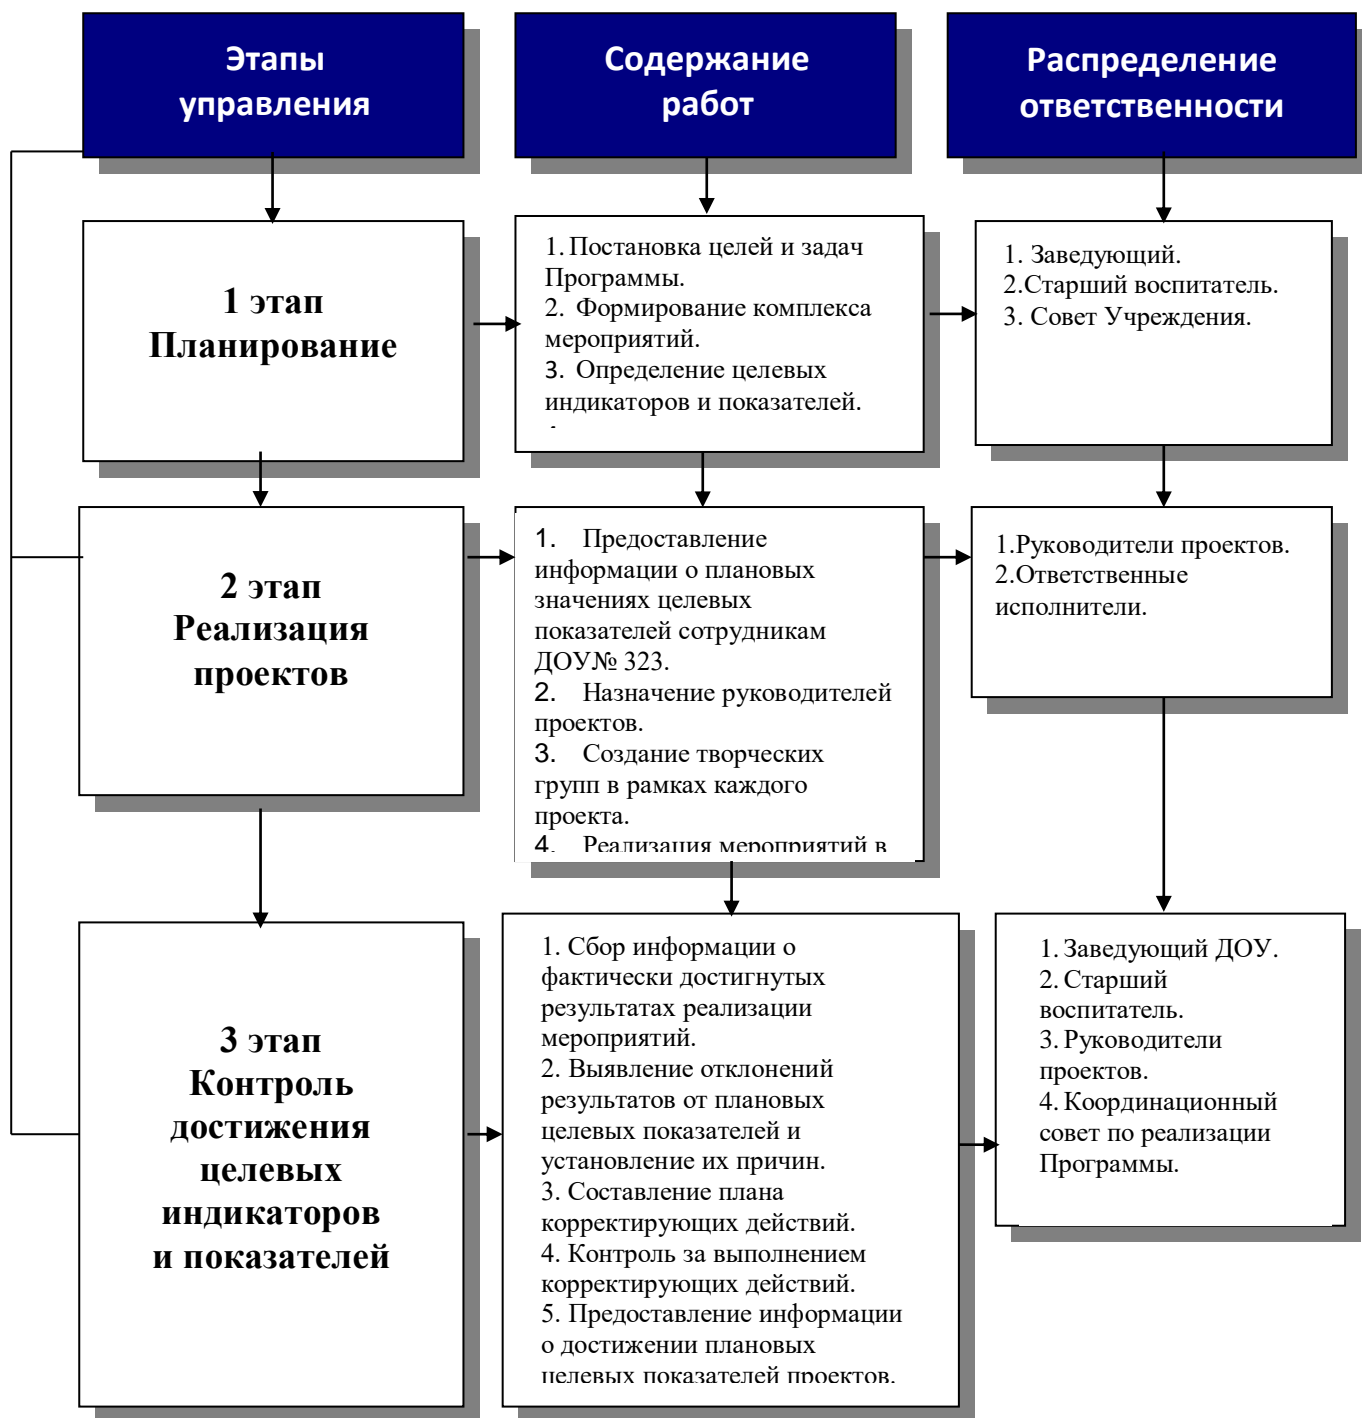 Этапы
управления
Содержание
работ
Распределение
ответственности
1 этап
Планирование
1. Постановка целей и задач
Программы.
2. Формирование комплекса
мероприятий.
3. Определение целевых
индикаторов и показателей.
1. Заведующий.
2.Старший воспитатель.
3. Совет Учреждения.
2 этап
Реализация
проектов
1. Предоставление
информации о плановых
значениях целевых
показателей сотрудникам
ДОУ№ 323.
2. Назначение руководителей
проектов.
3. Создание творческих
групп в рамках каждого
проекта.
4. Реализация мероприятий в
1.Руководители проектов.
2.Ответственные
исполнители.
3 этап
Контроль
достижения
целевых
индикаторов
и показателей
1. Сбор информации о
фактически достигнутых
результатах реализации
мероприятий.
2. Выявление отклонений
результатов от плановых
целевых показателей и
установление их причин.
3. Составление плана
корректирующих действий.
4. Контроль за выполнением
корректирующих действий.
5. Предоставление информации
о достижении плановых
целевых показателей проектов.
1. Заведующий ДОУ.
2. Старший
воспитатель.
3. Руководители
проектов.
4. Координационный
совет по реализации
Программы.